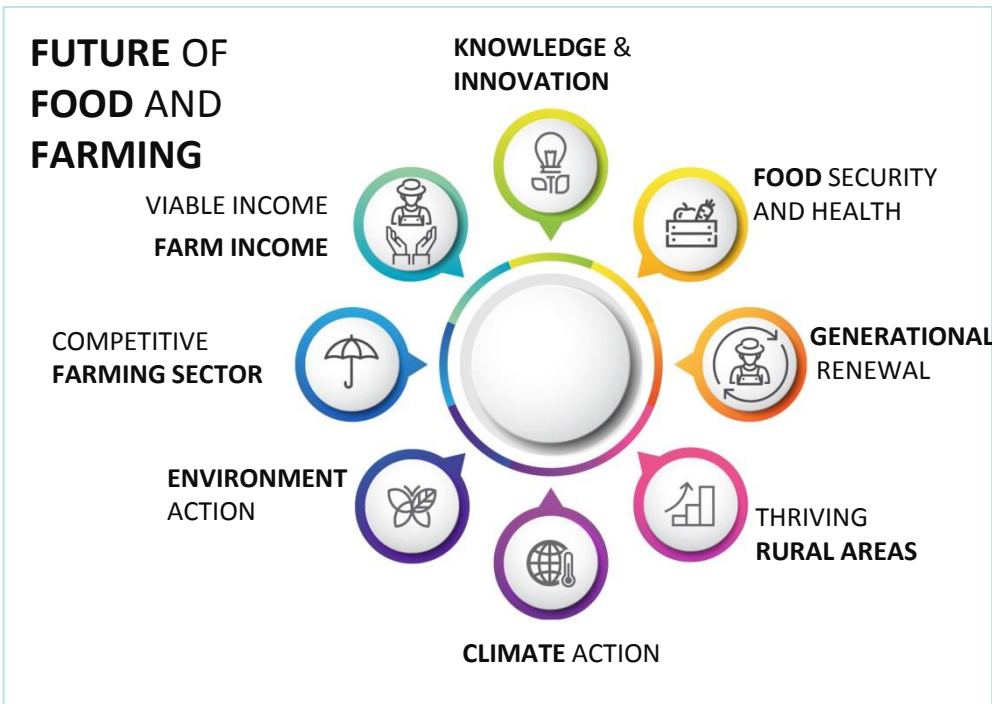 FUTURE OF
FOOD AND
FARMING
KNOWLEDGE &
INNOVATION
FOOD SECURITY
AND HEALTH
GENERATIONAL
RENEWAL
THRIVING
RURAL AREAS
CLIMATE ACTION
ENVIRONMENT
ACTION
COMPETITIVE
FARMING SECTOR
VIABLE INCOME
FARM INCOME